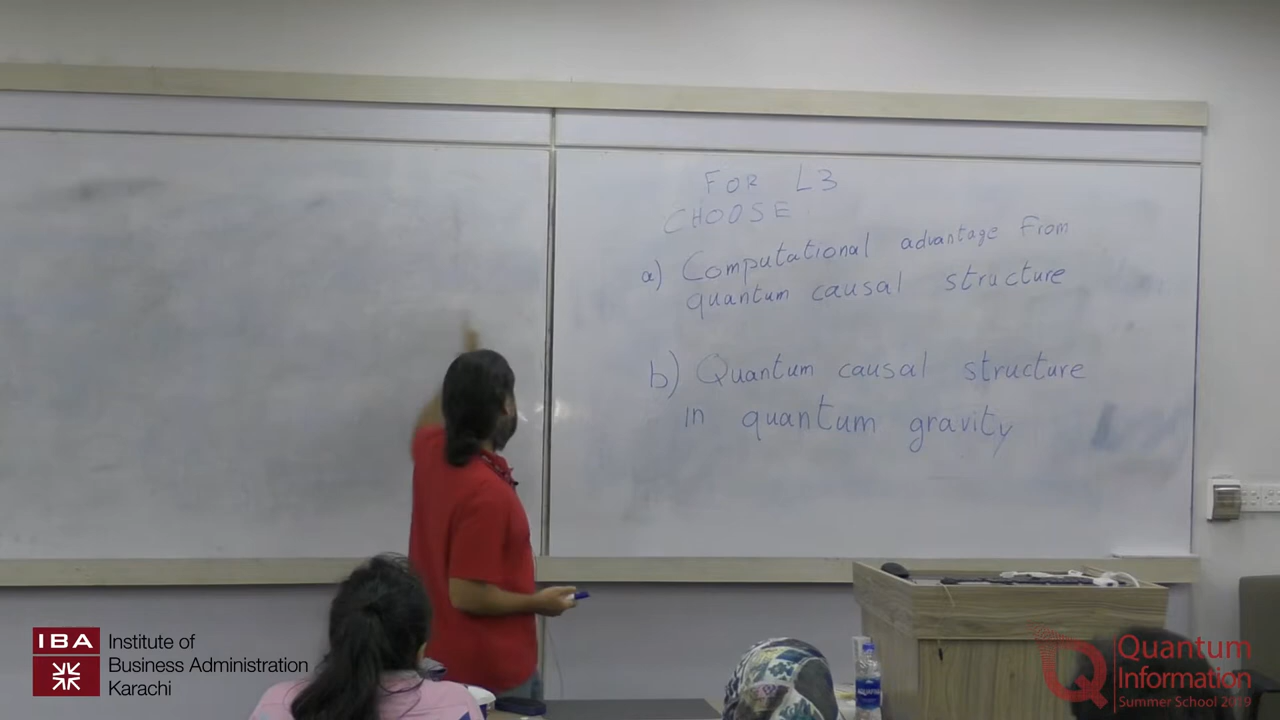 FOR L3
CHOOSE
a) Computational advantage from
quantum causal structure
b) Quantum causal structure
in quantum gravity
IBA
Institute of
Business Administration
Karachi
Quantum
Information
Summer School 2019